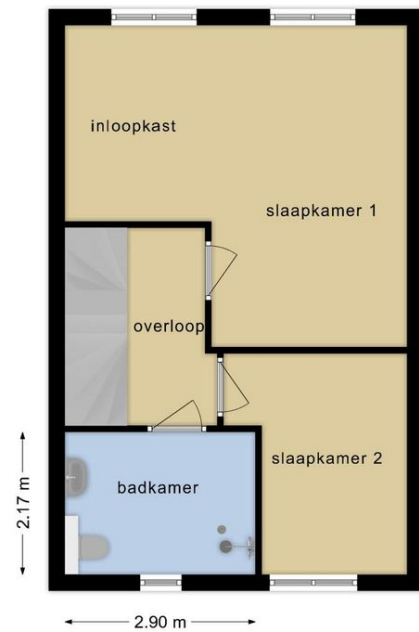 inloopkast
slaapkamer 1
overloop
slaapkamer 2
badkamer
2.17 m
2.90 m